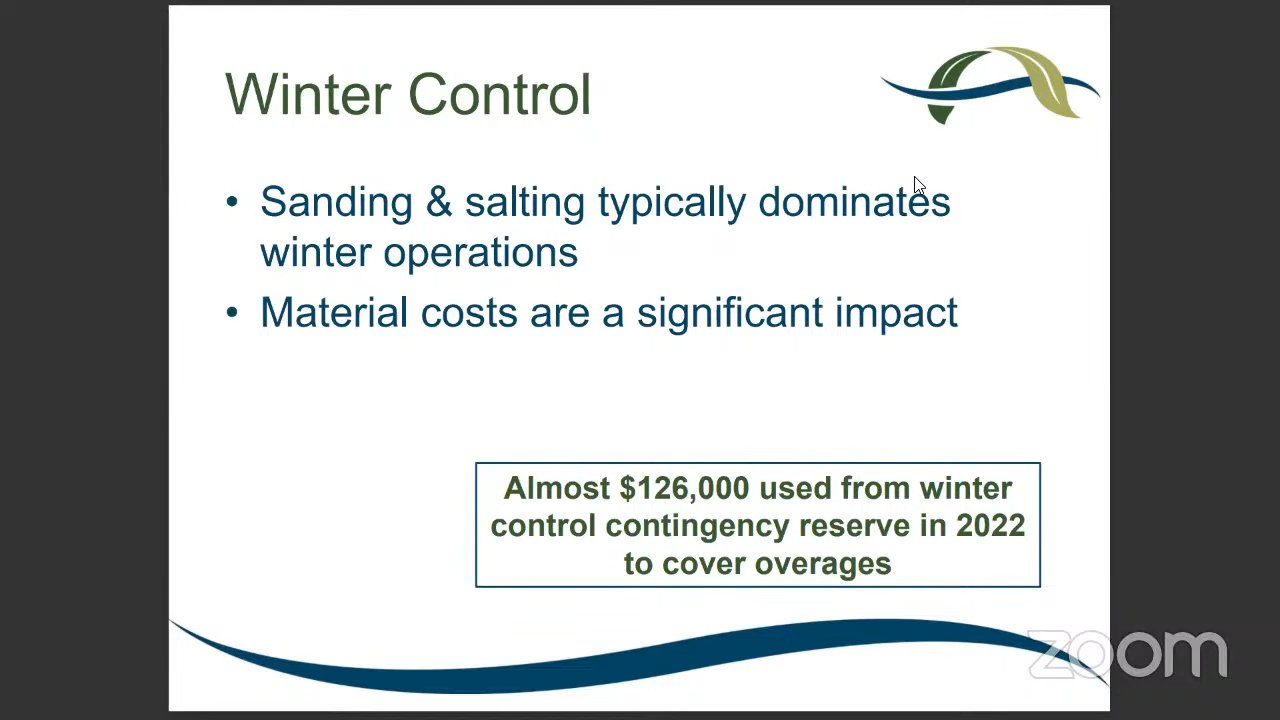 Winter Control
• Sanding & salting typically dominates
winter operations
• Material costs are a significant impact
Almost $126,000 used from winter
control contingency reserve in 2022
to cover overages
zoom